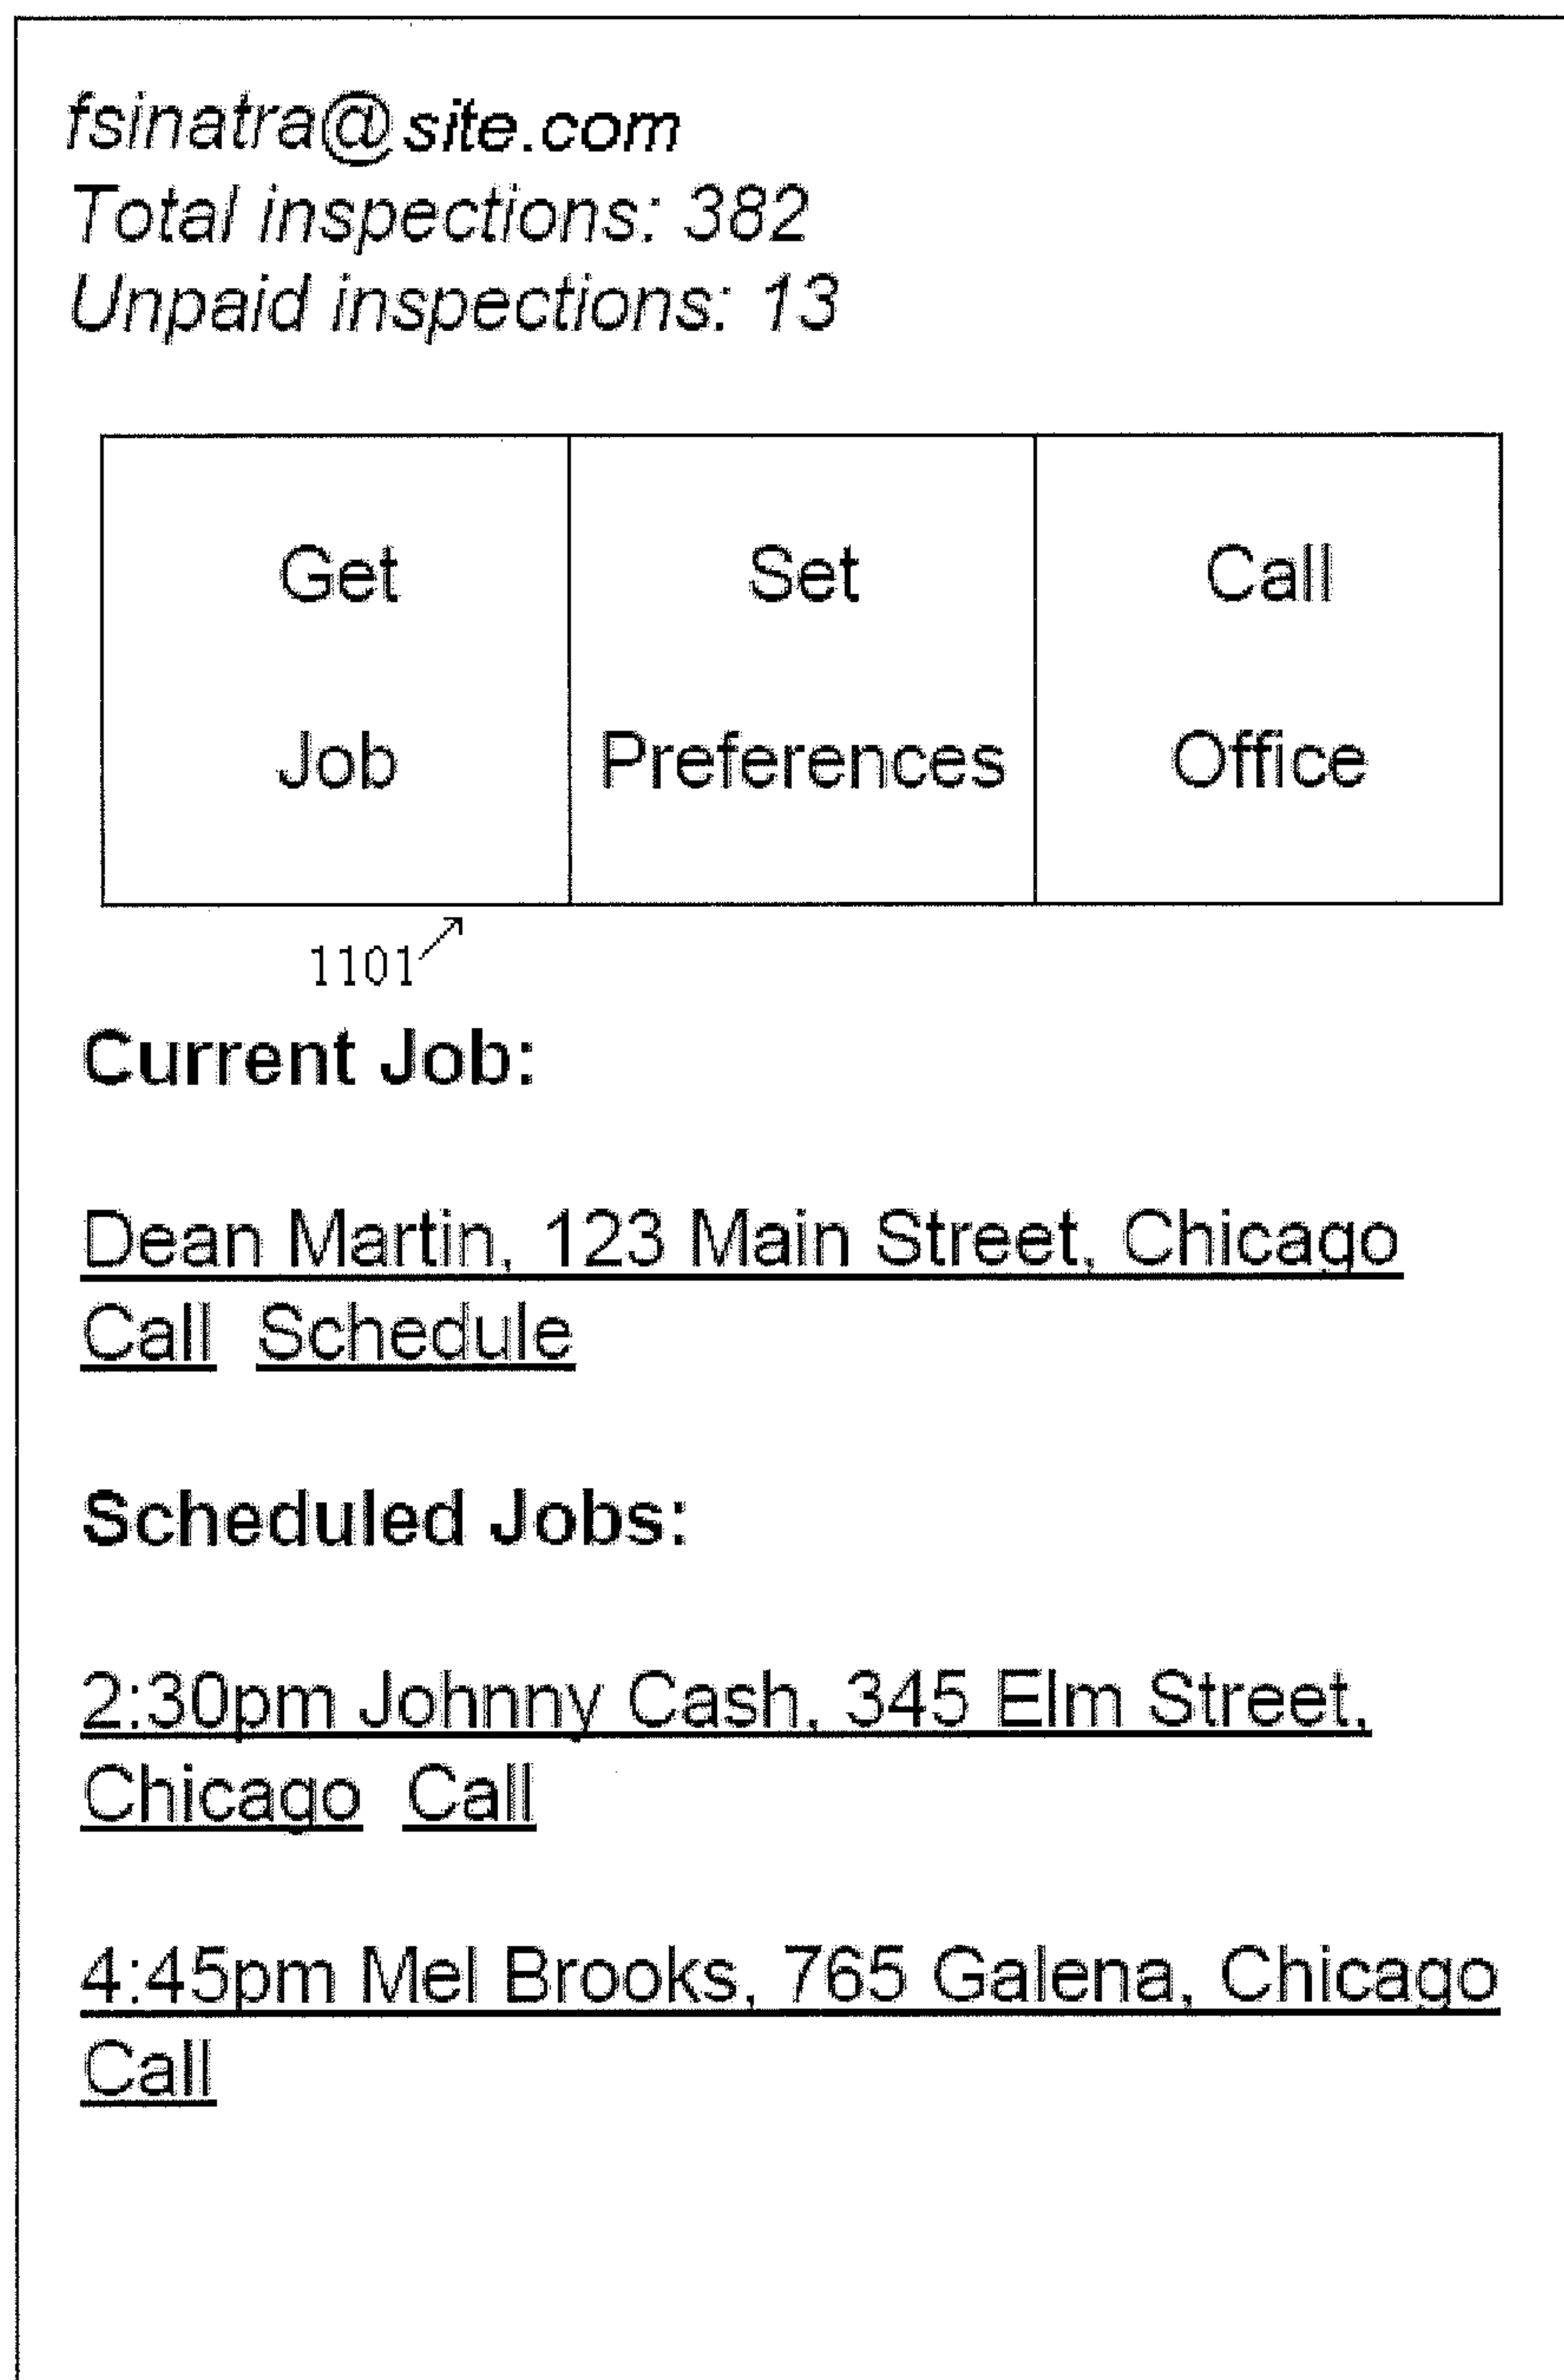 fsinatra@site.com
Total inspections: 382
Unpaid inspections: 13
Get Set Call
Job Preferences Office
1101
Current Job:
Dean Martin, 123 Main Street, Chicago
Call Schedule
Scheduled Jobs:
2:30pm Johnny Cash, 345 Elm Street,
Chicago Call
4:45pm Mel Brooks, 765 Galena, Chicago
Call